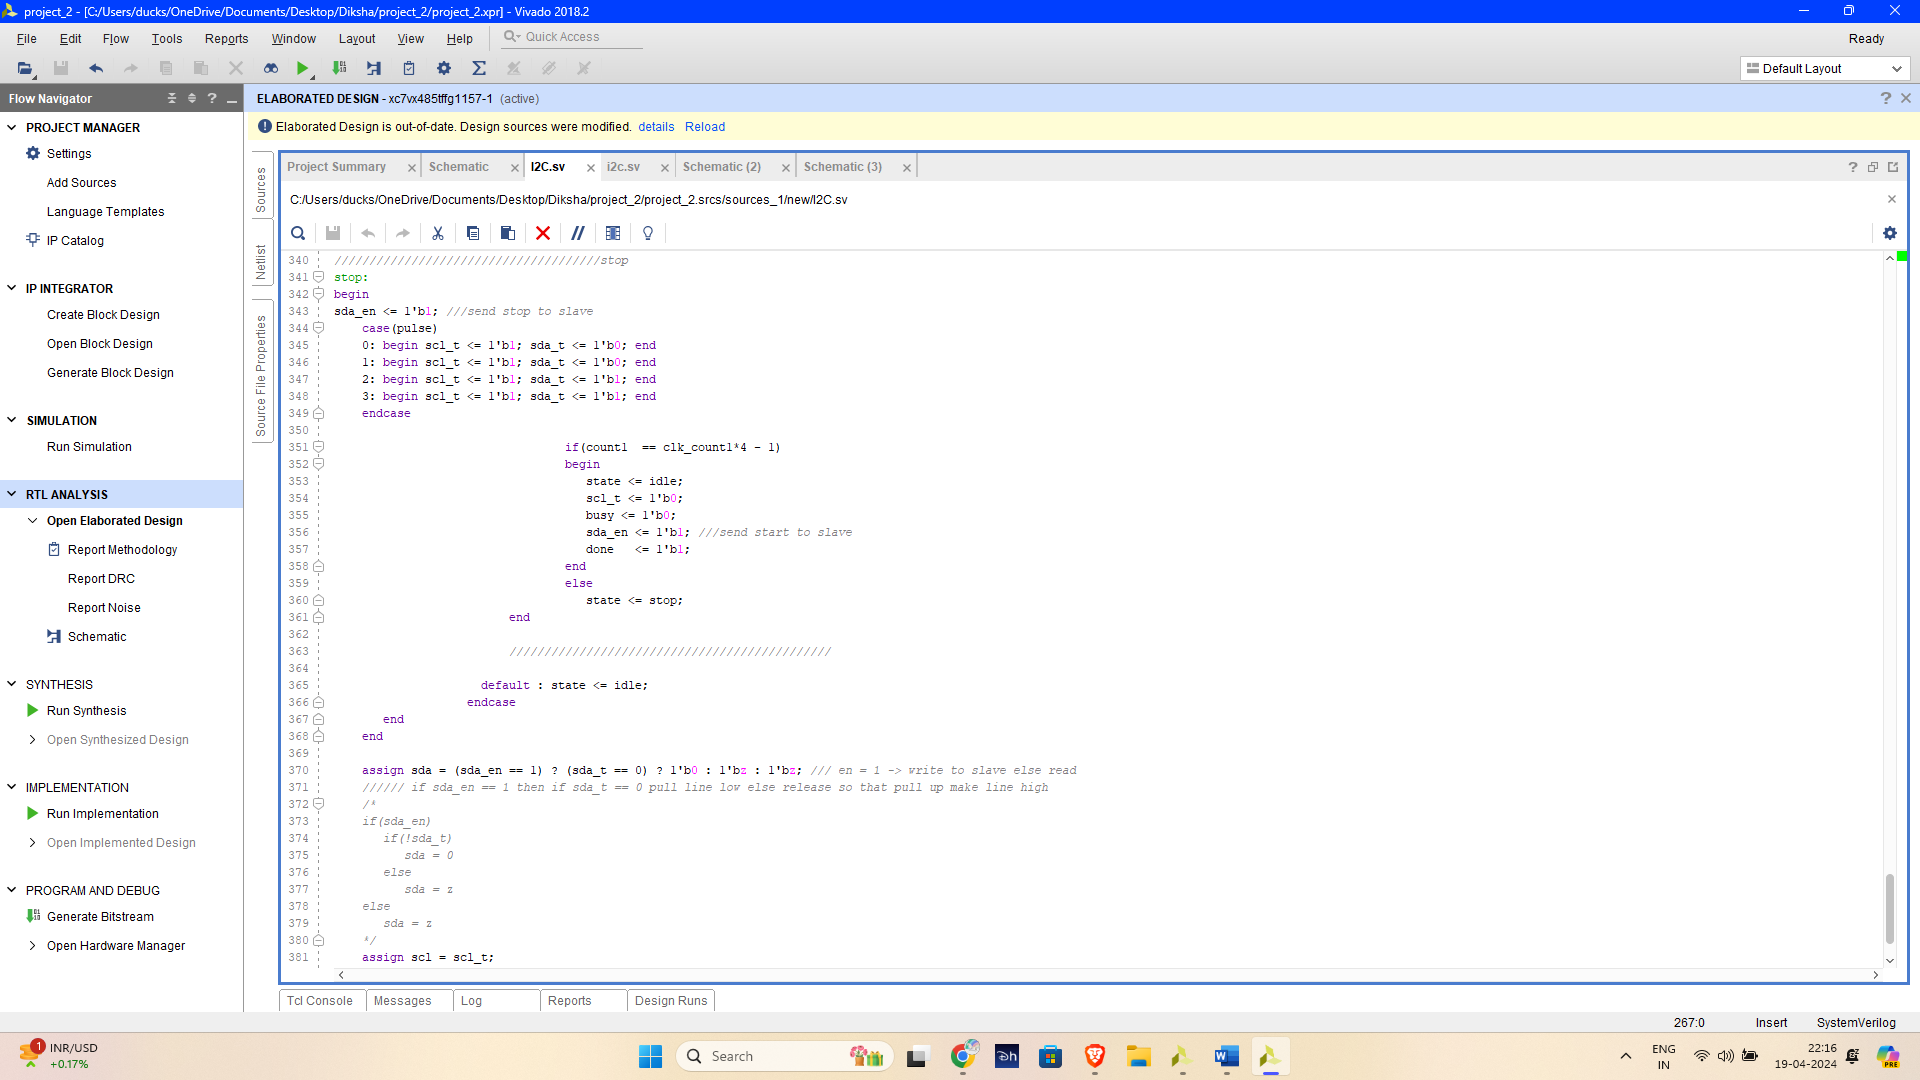 project_2 - [C:/Users/ducks/OneDrive/Documents/Desktop/Diksha/project_2/project_2.xpr] - Vivado 2018.2
File Edit Flow Tools Reports Window Layout View Help Quick Access Ready
Default Layout
Flow Navigator
ELABORATED DESIGN - xc7vx485tffg1157-1 (active)
Elaborated Design is out-of-date. Design sources were modified. details Reload
PROJECT MANAGER
Settings
Add Sources
Language Templates
IP Catalog
IP INTEGRATOR
Create Block Design
Open Block Design
Generate Block Design
SIMULATION
Run Simulation
RTL ANALYSIS
Open Elaborated Design
Report Methodology
Report DRC
Report Noise
Schematic
SYNTHESIS
Run Synthesis
Open Synthesized Design
IMPLEMENTATION
Run Implementation
Open Implemented Design
PROGRAM AND DEBUG
Generate Bitstream
Open Hardware Manager
Sources
Netlist
Source File Properties
Project Summary Schematic I2C.sv i2c.sv Schematic (2) Schematic (3)
C:/Users/ducks/OneDrive/Documents/Desktop/Diksha/project_2/project_2.srcs/sources_1/new/I2C.sv
340 //////////////////////////////////////stop
341 stop:
342 begin
343 sda_en <= 1'b1; ///send stop to slave
344 case(pulse)
345 0: begin scl_t <= 1'b1; sda_t <= 1'b0; end
346 1: begin scl_t <= 1'b1; sda_t <= 1'b0; end
347 2: begin scl_t <= 1'b1; sda_t <= 1'b1; end
348 3: begin scl_t <= 1'b1; sda_t <= 1'b1; end
349 endcase
350
351 if(count1  == clk_count1*4 - 1)
352 begin
353 state <= idle;
354 scl_t <= 1'b0;
355 busy <= 1'b0;
356 sda_en <= 1'b1; ///send start to slave
357 done   <= 1'b1;
358 end
359 else
360 state <= stop;
361 end
362
363 //////////////////////////////////////////////
364
365 default : state <= idle;
366 endcase
367 end
368 end
369
370 assign sda = (sda_en == 1) ? (sda_t == 0) ? 1'b0 : 1'bz : 1'bz; /// en = 1 -> write to slave else read
371 ////// if sda_en == 1 then if sda_t == 0 pull line low else release so that pull up make line high
372 /*
373 if(sda_en)
374 if(!sda_t)
375 sda = 0
376 else
377 sda = z
378 else
379 sda = z
380 */
381 assign scl = scl_t;
Tcl Console Messages Log Reports Design Runs
267:0 Insert SystemVerilog
1 INR/USD
+0.17%
Search
ENG
IN
22:16
19-04-2024
PRE